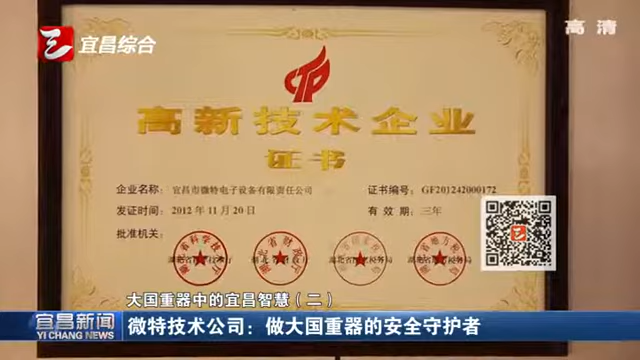 宜昌综合
高清
高新技术企业
证书
企业名称：宜昌市微特电子设备有限责任公司
证书编号：GF201242000172
发证时间：2012年11月20日
有效期：三年
批准机关：
大国重器中的宜昌智慧（二）
宜昌新闻
YI CHANG NEWS
微特技术公司：做大国重器的安全守护者